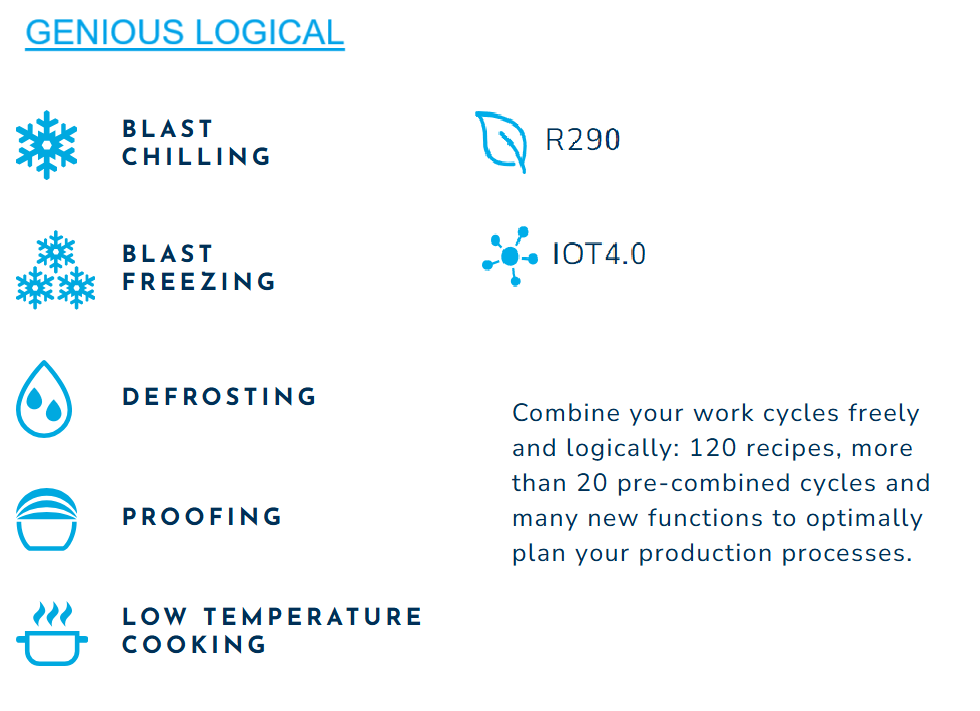 GENIOUS LOGICAL
BLAST
CHILLING
BLAST
FREEZING
DEFROSTING
PROOFING
LOW TEMPERATURE
COOKING
R290
IOT4.0
Combine your work cycles freely
and logically: 120 recipes, more
than 20 pre-combined cycles and
many new functions to optimally
plan your production processes.